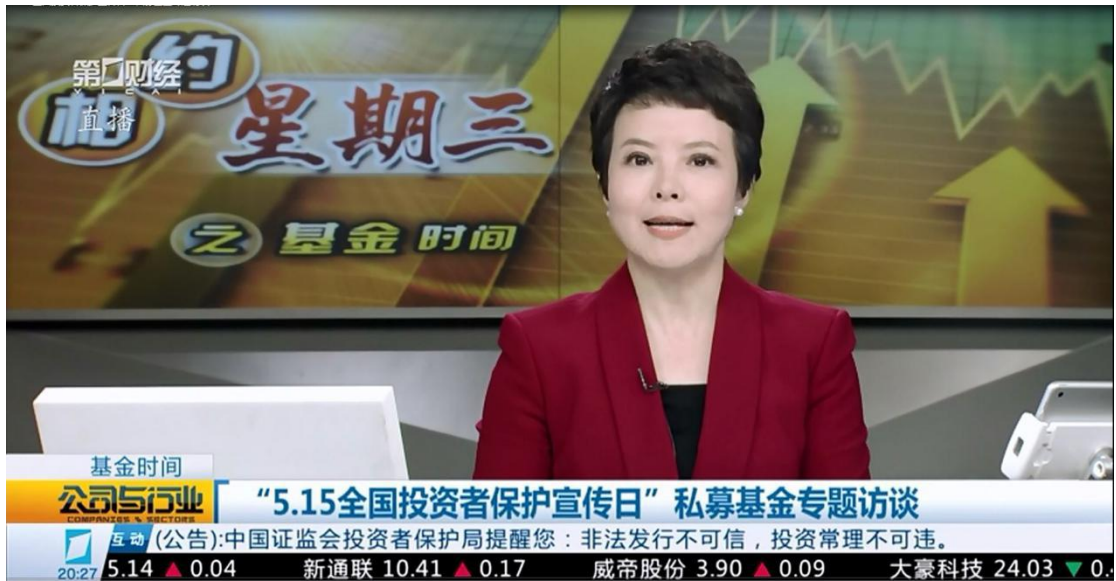 第1财经
YICAI
直播
相约
星期三
之 基金时间
基金时间
公司与行业
COMPANIES & SECTORS
“5.15全国投资者保护宣传日”私募基金专题访谈
互动 (公告):中国证监会投资者保护局提醒您：非法发行不可信，投资常理不可违。
20:27 5.14 ▲ 0.04 新通联 10.41 ▲ 0.17 威帝股份 3.90 ▲ 0.09 大豪科技 24.03 ▼ 0.